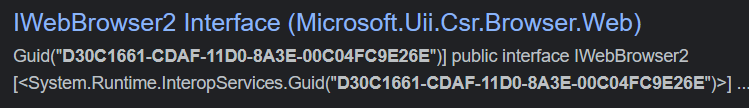 IWebBrowser2 Interface (Microsoft.Uii.Csr.Browser.Web)
Guid("D30C1661-CDAF-11D0-8A3E-00C04FC9E26E")] public interface IWebBrowser2
[<System.Runtime.InteropServices.Guid("D30C1661-CDAF-11D0-8A3E-00C04FC9E26E")>] ...